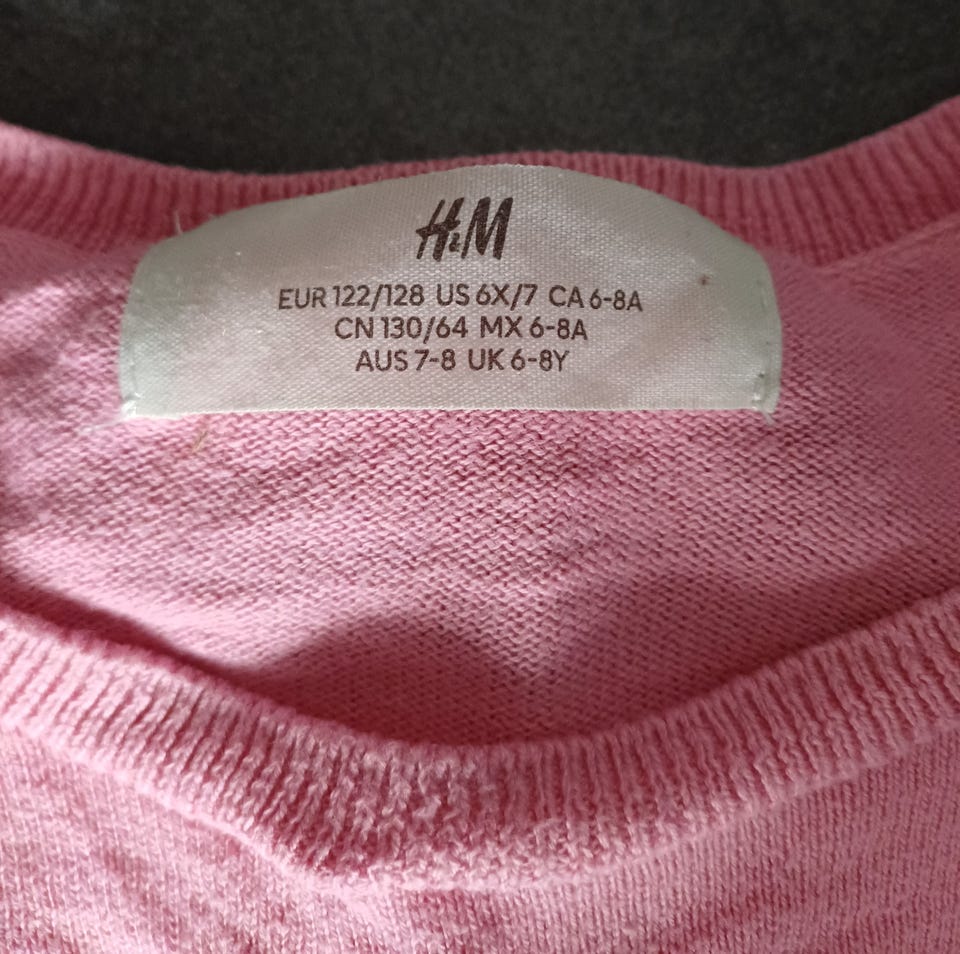 H&M
EUR 122/128 US 6X/7 CA 6-8A
CN 130/64 MX 6-8A
AUS 7-8 UK 6-8Y